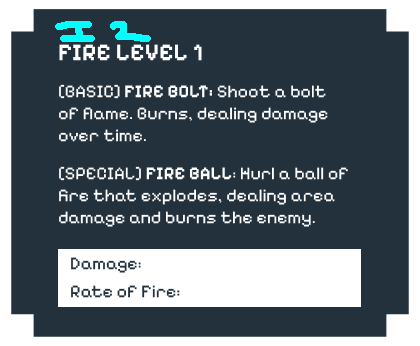 I 2
FIRE LEVEL 1
(BASIC) FIRE BOLT: Shoot a bolt
of flame. Burns, dealing damage
over time.
(SPECIAL) FIRE BALL: Hurl a ball of
fire that explodes, dealing area
damage and burns the enemy.
Damage:
Rate of Fire: